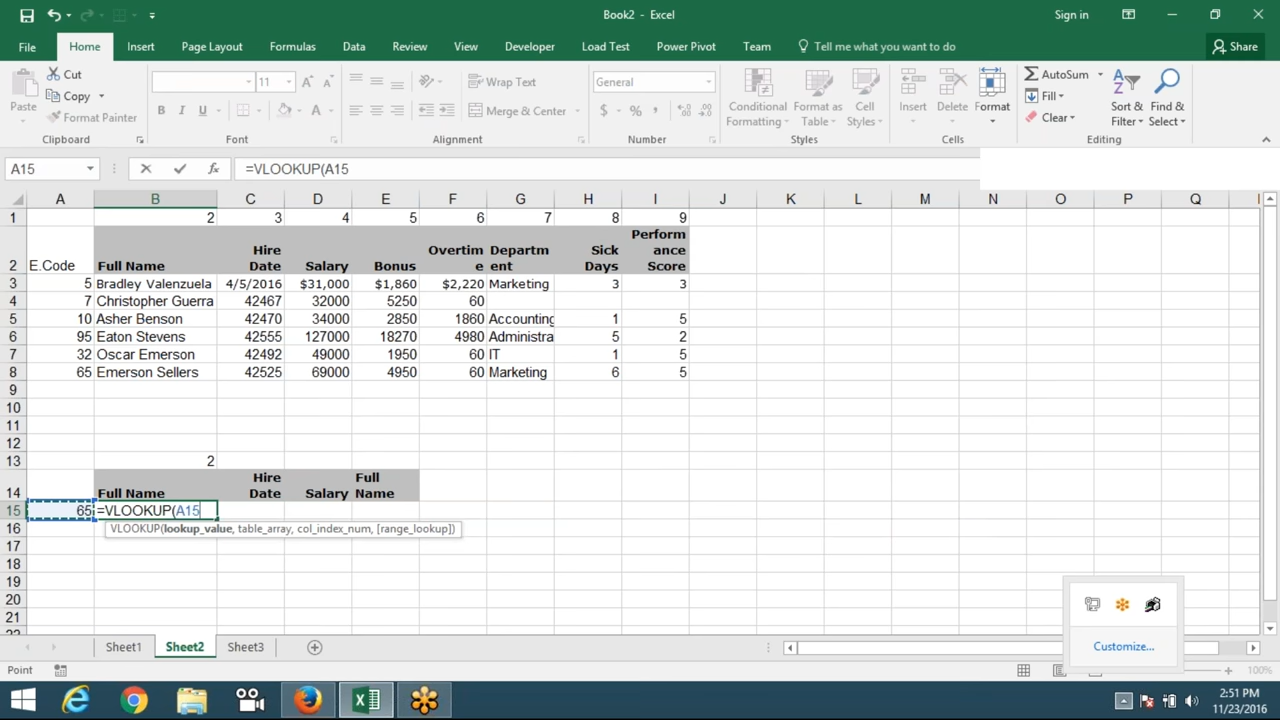 Book2 - Excel
Sign in
File Home Insert Page Layout Formulas Data Review View Developer Load Test Power Pivot Team Tell me what you want to do Share
Paste
Cut
Copy
Format Painter
Clipboard
11
B I U
Font
Wrap Text
Merge & Center
Alignment
General
$ % ,
Number
Conditional Formatting
Format as Table
Cell Styles
Styles
Insert Delete Format
Cells
AutoSum
Fill
Clear
Sort & Filter
Find & Select
Editing
A15 fx =VLOOKUP(A15
A B C D E F G H I J K L M N O P Q
1 2 3 4 5 6 7 8 9
2 E.Code Full Name Hire Date Salary Bonus Overtime Department Sick Days Performance Score
3 5 Bradley Valenzuela 4/5/2016 $31,000 $1,860 $2,220 Marketing 3 3
4 7 Christopher Guerra 42467 32000 5250 60
5 10 Asher Benson 42470 34000 2850 1860 Accounting 1 5
6 95 Eaton Stevens 42555 127000 18270 4980 Administra 5 2
7 32 Oscar Emerson 42492 49000 1950 60 IT 1 5
8 65 Emerson Sellers 42525 69000 4950 60 Marketing 6 5
9
10
11
12
13 2
14 Full Name Hire Date Salary Full Name
15 65 =VLOOKUP(A15
16 VLOOKUP(lookup_value, table_array, col_index_num, [range_lookup])
17
18
19
20
21
Customize...
Sheet1 Sheet2 Sheet3
Point
100%
2:51 PM
11/23/2016